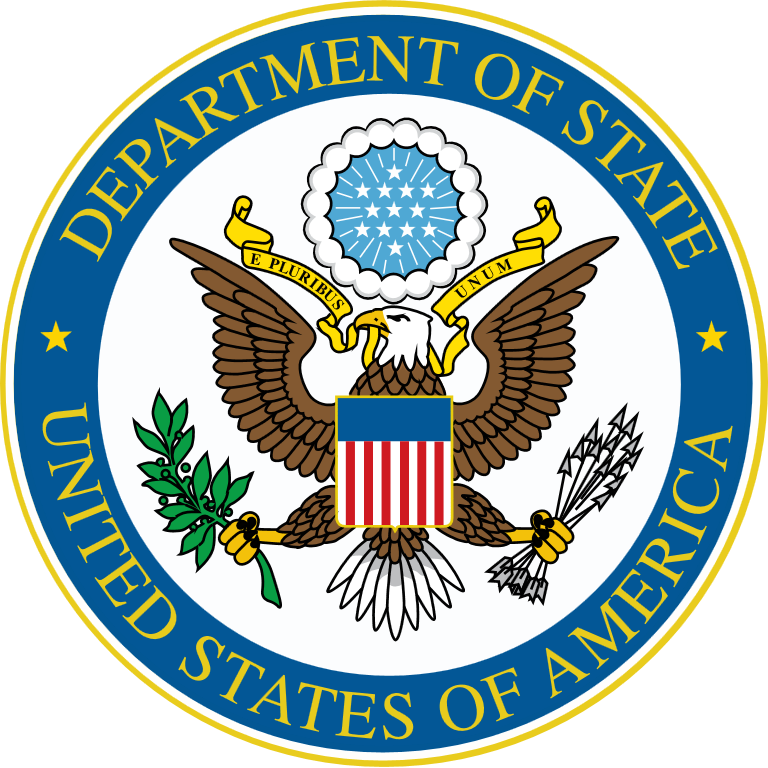 DEPARTMENT OF STATE
E PLURIBUS
UNUM
UNITED STATES OF AMERICA